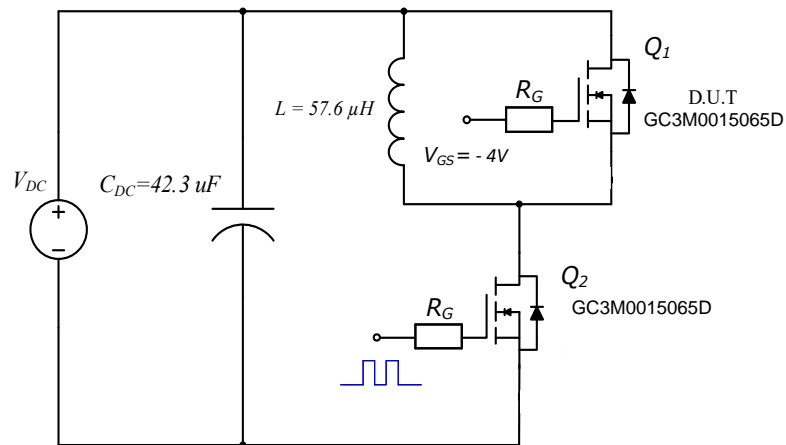 Q1
RG
D.U.T
GC3M0015065D
L = 57.6 µH
VGS = - 4V
VDC
CDC=42.3 uF
+
−
Q2
RG
GC3M0015065D